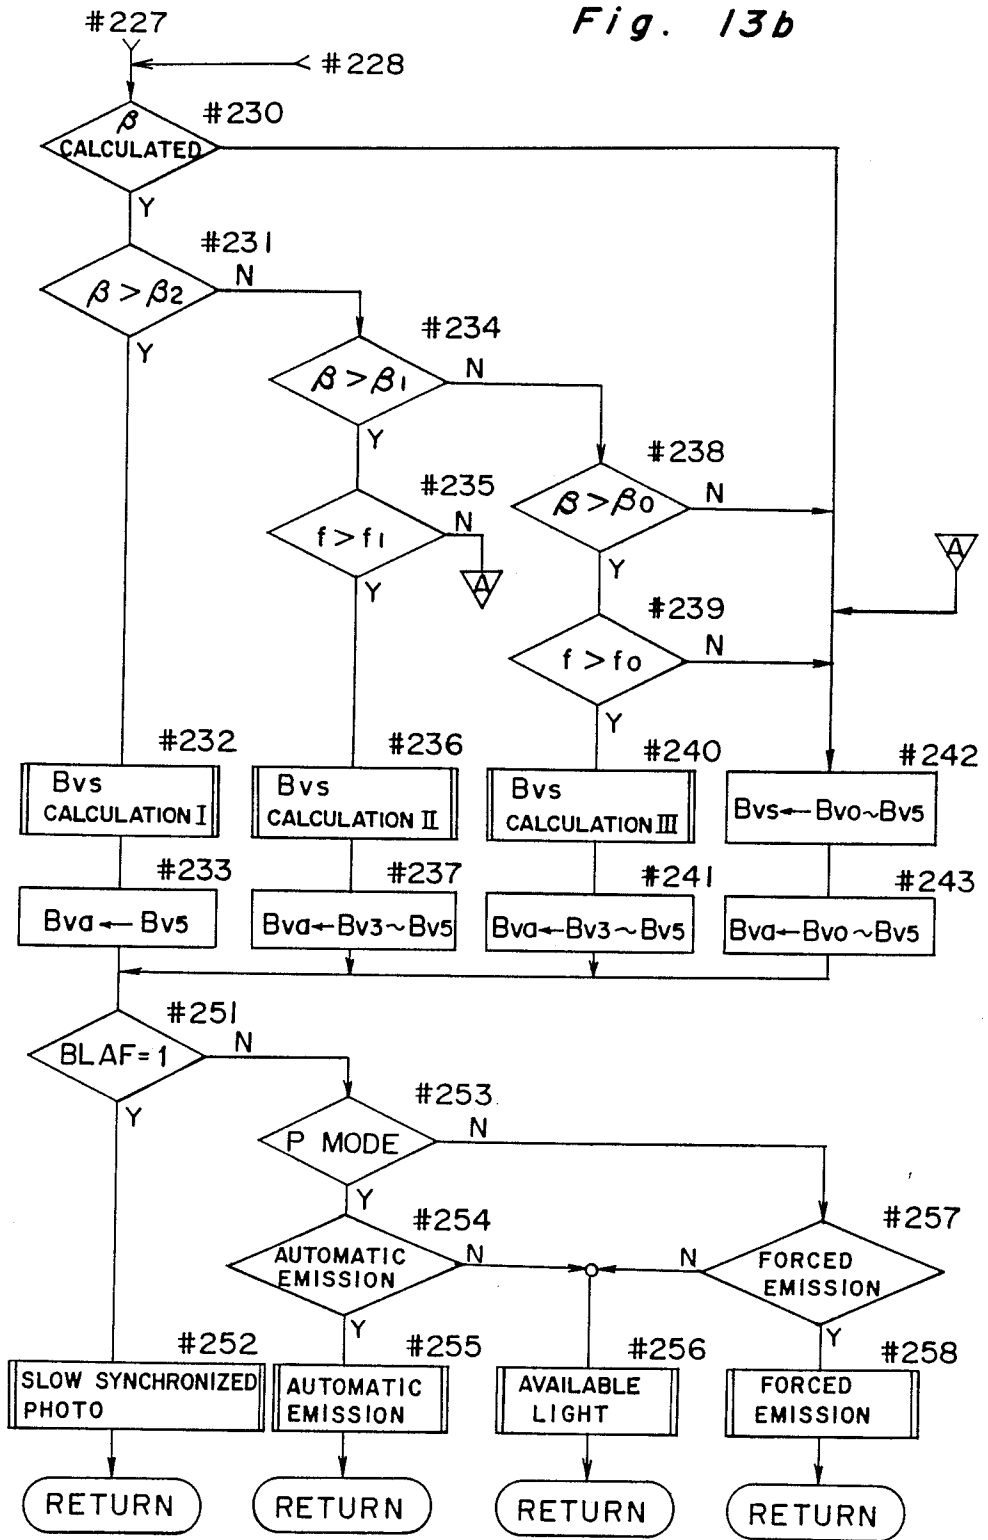 Fig. 13b
#227
#228
#230
β
CALCULATED
Y
#231
β > β2
N
Y
#234
β > β1
N
Y
#238
β > β0
N
Y
#235
f > f1
N
Y
A
A
#239
f > f0
N
Y
#232
Bvs
CALCULATION I
#236
Bvs
CALCULATION II
#240
Bvs
CALCULATION III
#242
Bvs←Bv0~Bv5
#233
Bva ← Bv5
#237
Bva←Bv3~Bv5
#241
Bva←Bv3~Bv5
#243
Bva←Bv0~Bv5
#251
BLAF=1
N
Y
#253
P MODE
N
Y
#254
AUTOMATIC
EMISSION
N
Y
#257
FORCED
EMISSION
N
Y
#252
SLOW SYNCHRONIZED
PHOTO
#255
AUTOMATIC
EMISSION
#256
AVAILABLE
LIGHT
#258
FORCED
EMISSION
RETURN
RETURN
RETURN
RETURN